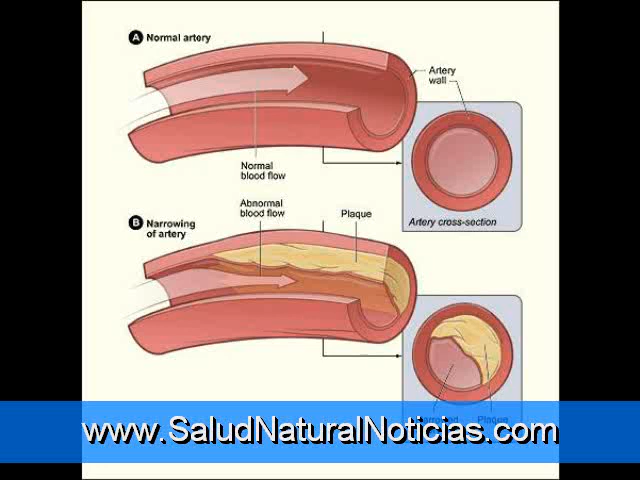 A Normal artery
Artery
wall
Normal
blood flow
Artery cross-section
Abnormal
blood flow
Plaque
B Narrowing
of artery
Plaque
www.SaludNaturalNoticias.com